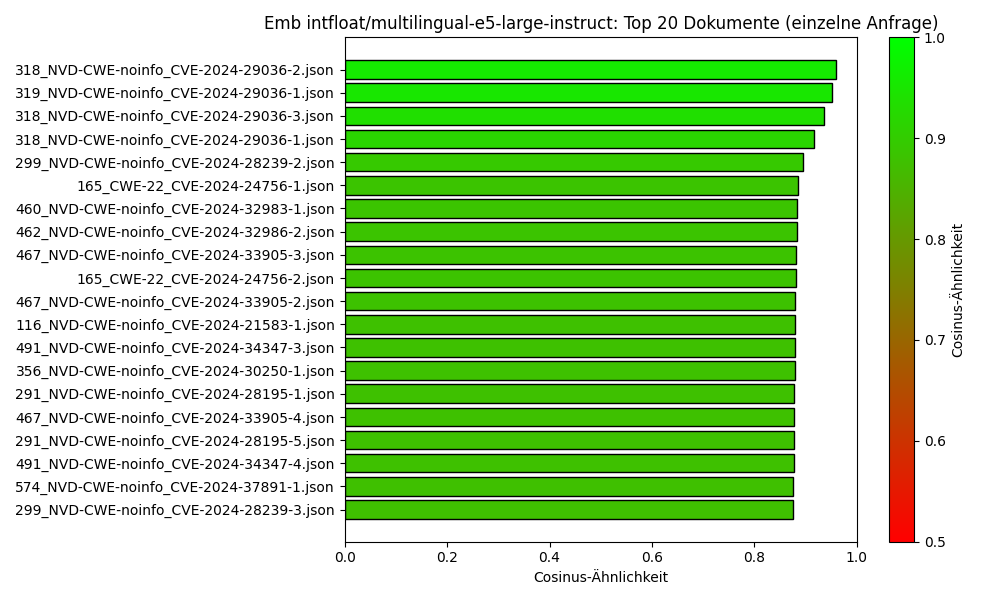 Emb intfloat/multilingual-e5-large-instruct: Top 20 Dokumente (einzelne Anfrage)
318_NVD-CWE-noinfo_CVE-2024-29036-2.json
319_NVD-CWE-noinfo_CVE-2024-29036-1.json
318_NVD-CWE-noinfo_CVE-2024-29036-3.json
318_NVD-CWE-noinfo_CVE-2024-29036-1.json
299_NVD-CWE-noinfo_CVE-2024-28239-2.json
165_CWE-22_CVE-2024-24756-1.json
460_NVD-CWE-noinfo_CVE-2024-32983-1.json
462_NVD-CWE-noinfo_CVE-2024-32986-2.json
467_NVD-CWE-noinfo_CVE-2024-33905-3.json
165_CWE-22_CVE-2024-24756-2.json
467_NVD-CWE-noinfo_CVE-2024-33905-2.json
116_NVD-CWE-noinfo_CVE-2024-21583-1.json
491_NVD-CWE-noinfo_CVE-2024-34347-3.json
356_NVD-CWE-noinfo_CVE-2024-30250-1.json
291_NVD-CWE-noinfo_CVE-2024-28195-1.json
467_NVD-CWE-noinfo_CVE-2024-33905-4.json
291_NVD-CWE-noinfo_CVE-2024-28195-5.json
491_NVD-CWE-noinfo_CVE-2024-34347-4.json
574_NVD-CWE-noinfo_CVE-2024-37891-1.json
299_NVD-CWE-noinfo_CVE-2024-28239-3.json
0.0 0.2 0.4 0.6 0.8 1.0
Cosinus-Ähnlichkeit
1.0
0.9
0.8
0.7
0.6
0.5
Cosinus-Ähnlichkeit